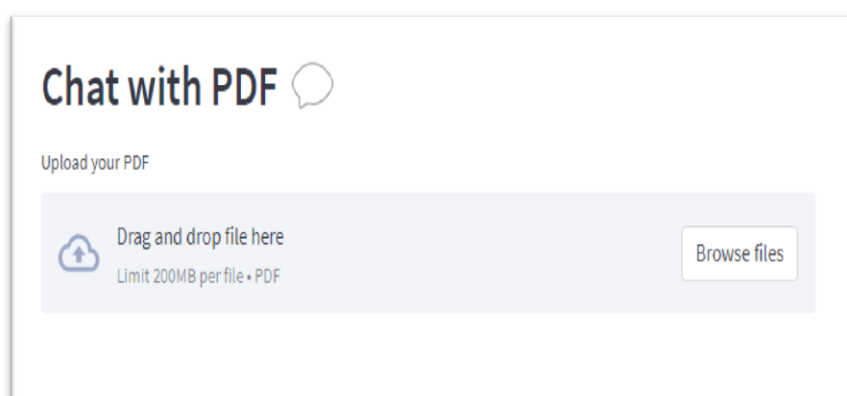 Chat with PDF
Upload your PDF
Drag and drop file here
Limit 200MB per file • PDF
Browse files